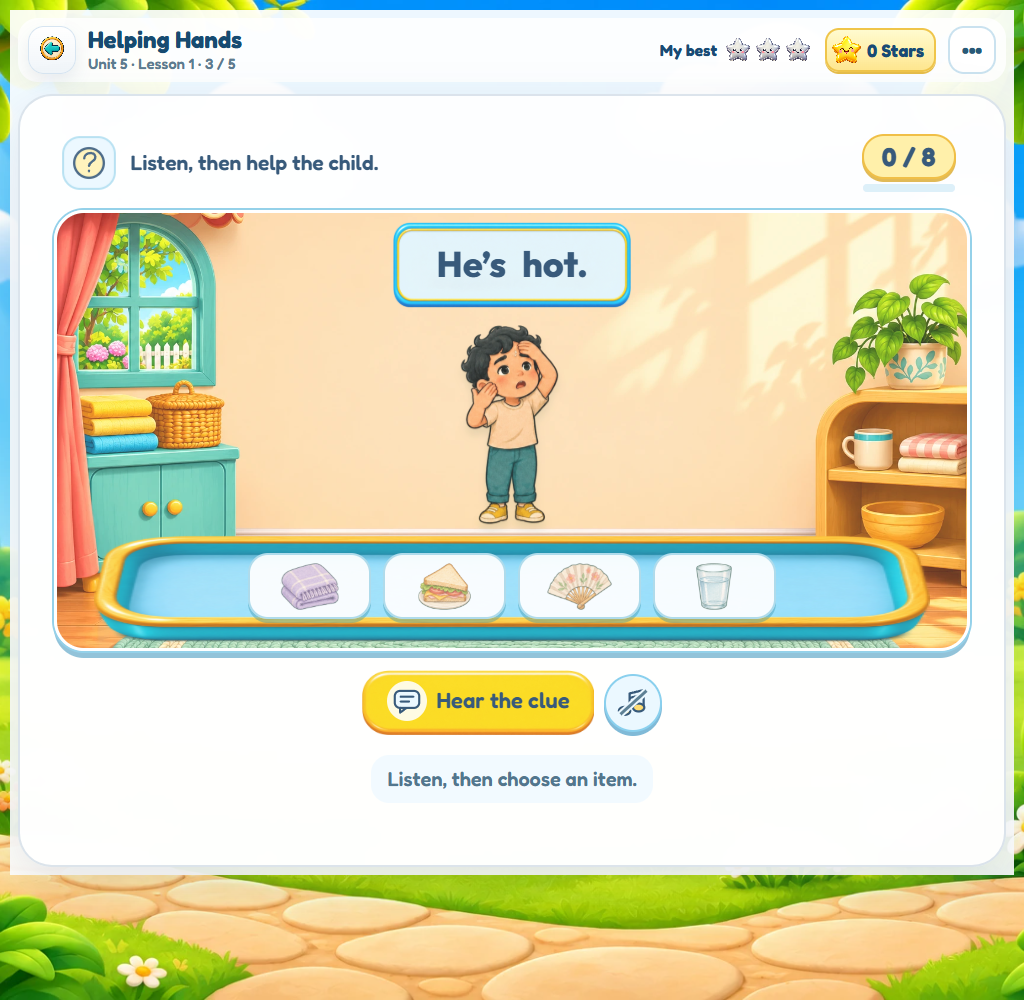 Helping Hands
Unit 5 · Lesson 1 · 3 / 5
My best
0 Stars
Listen, then help the child.
0 / 8
He’s hot.
Hear the clue
Listen, then choose an item.